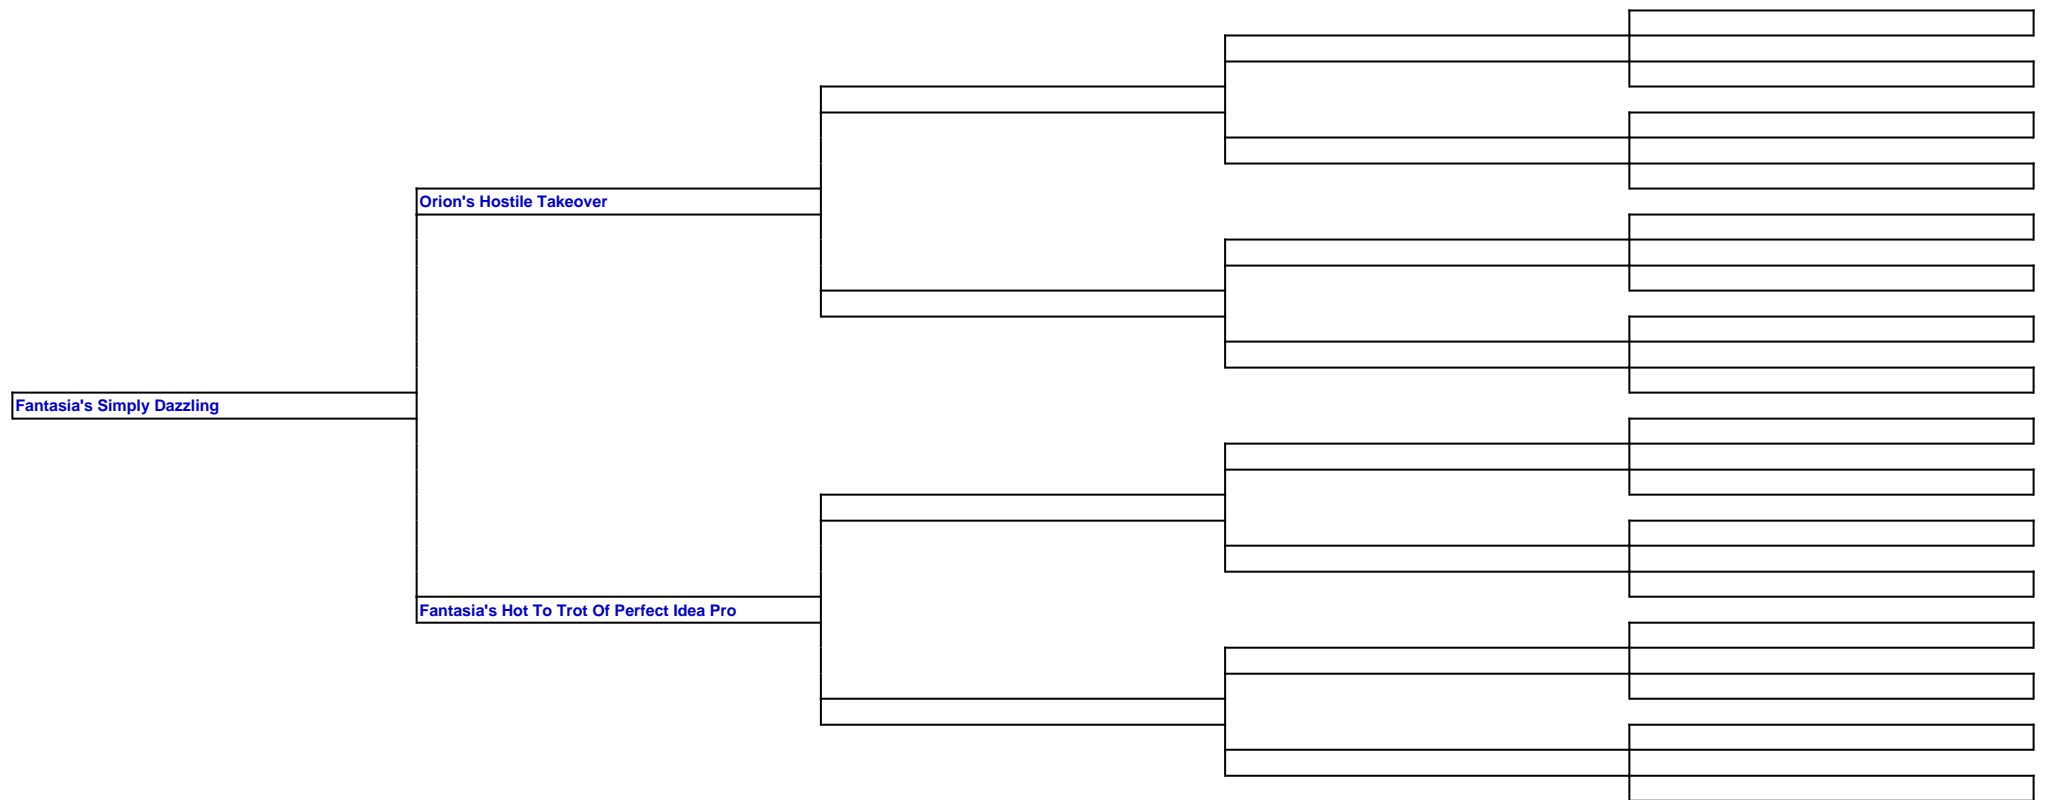 Orion's Hostile Takeover
Fantasia's Simply Dazzling
Fantasia's Hot To Trot Of Perfect Idea Pro